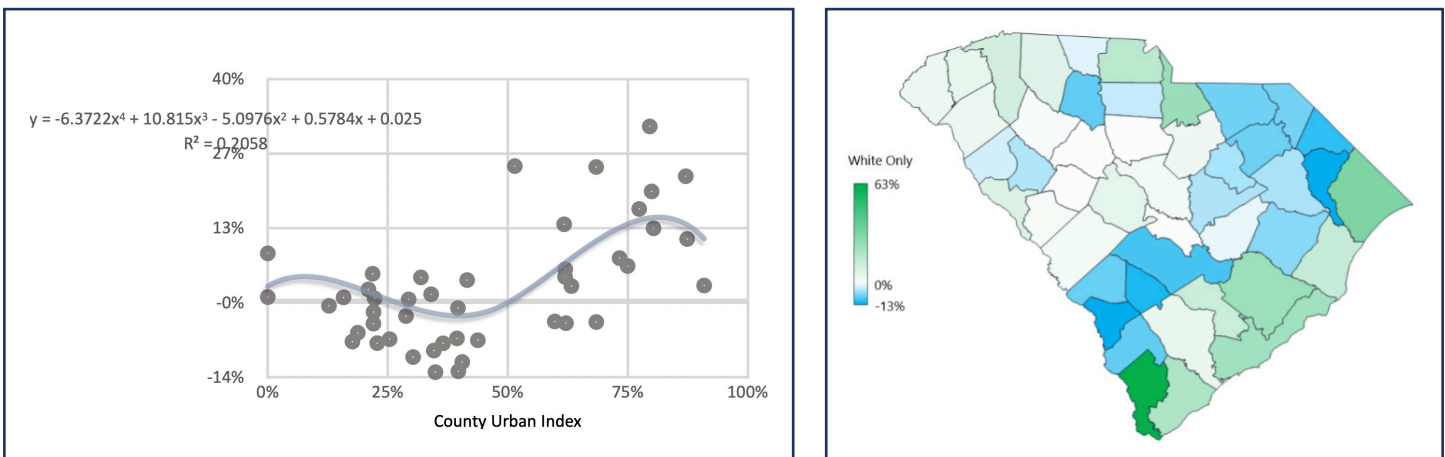 40%
y = -6.3722x⁴ + 10.815x³ - 5.0976x² + 0.5784x + 0.025
R² = 0.2058
27%
13%
-0%
-14%
0% 25% 50% 75% 100%
County Urban Index
White Only
63%
0%
-13%